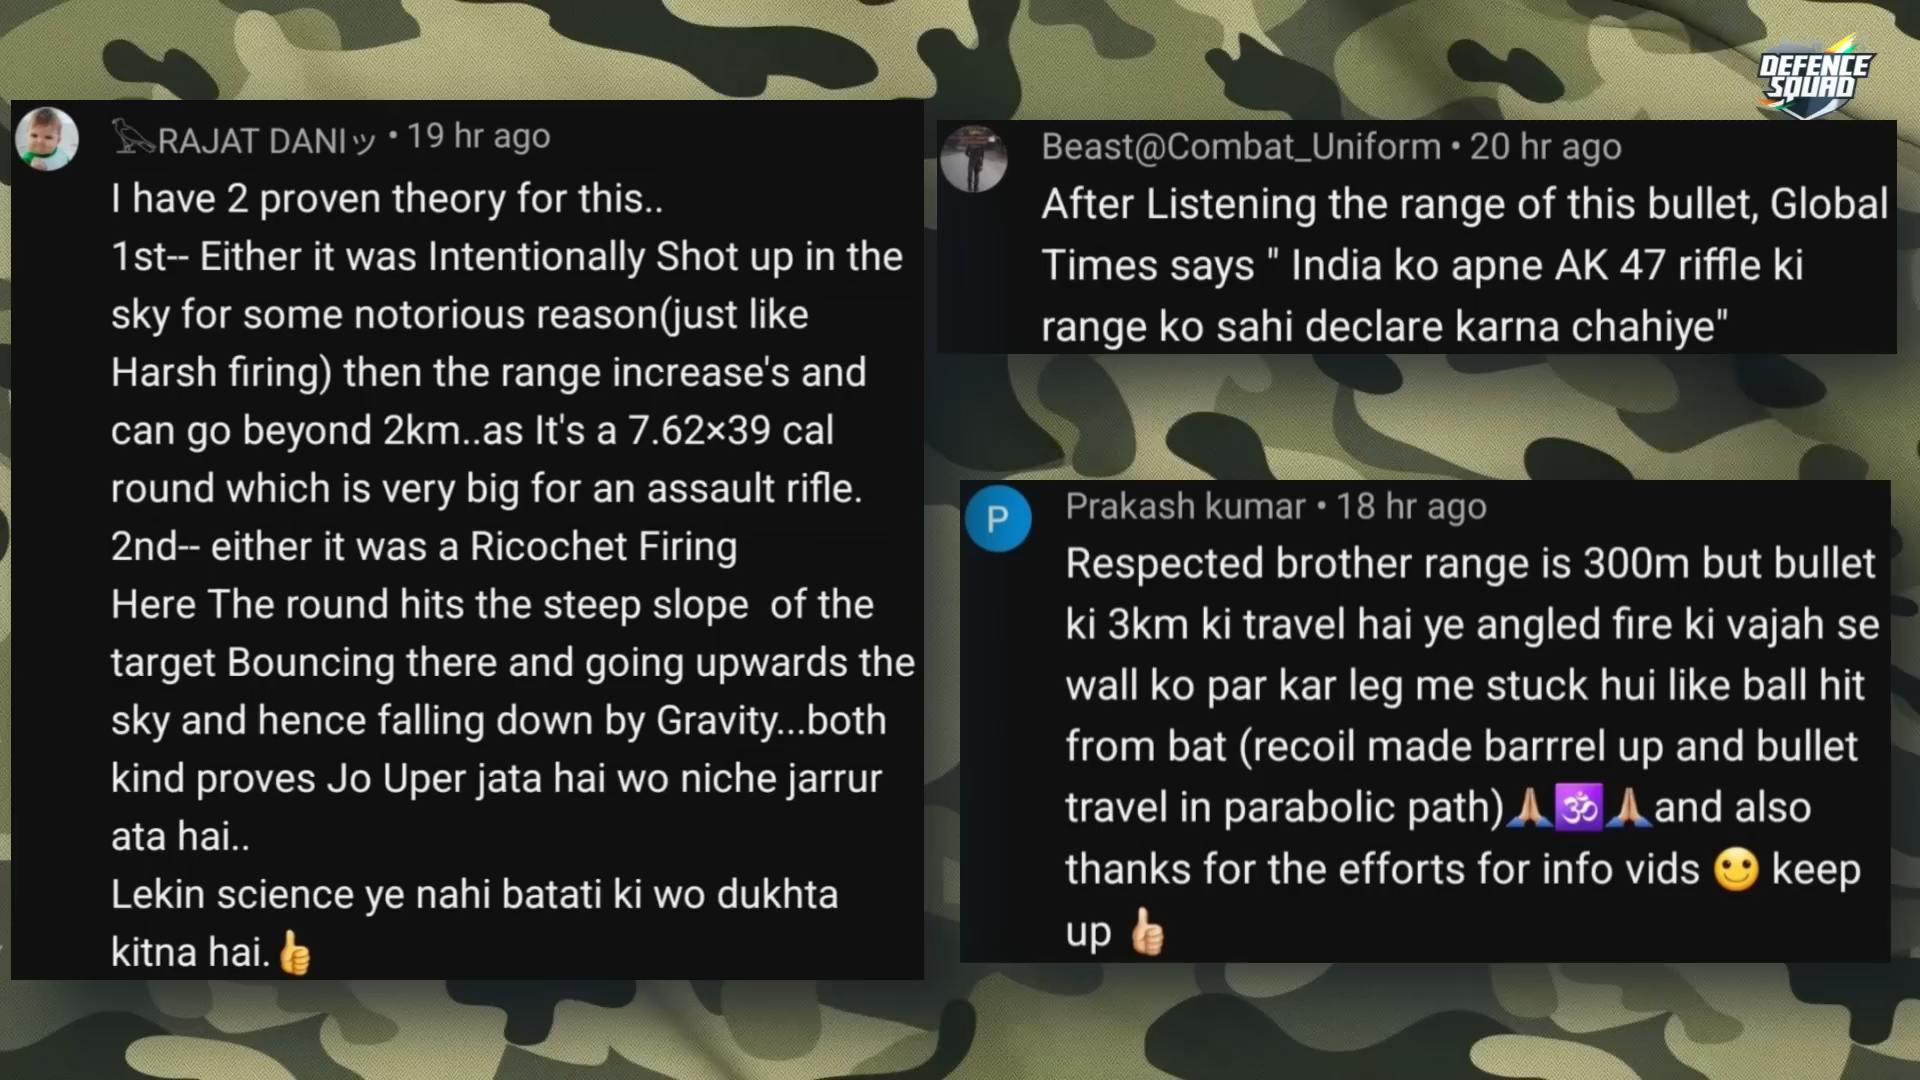 DEFENCE
SQUAD
RAJAT DANIッ • 19 hr ago
I have 2 proven theory for this..
1st-- Either it was Intentionally Shot up in the
sky for some notorious reason(just like
Harsh firing) then the range increase's and
can go beyond 2km..as It's a 7.62×39 cal
round which is very big for an assault rifle.
2nd-- either it was a Ricochet Firing
Here The round hits the steep slope of the
target Bouncing there and going upwards the
sky and hence falling down by Gravity...both
kind proves Jo Uper jata hai wo niche jarrur
ata hai..
Lekin science ye nahi batati ki wo dukhta
kitna hai.👍
Beast@Combat_Uniform • 20 hr ago
After Listening the range of this bullet, Global
Times says " India ko apne AK 47 riffle ki
range ko sahi declare karna chahiye"
P
Prakash kumar • 18 hr ago
Respected brother range is 300m but bullet
ki 3km ki travel hai ye angled fire ki vajah se
wall ko par kar leg me stuck hui like ball hit
from bat (recoil made barrrel up and bullet
travel in parabolic path)🙏🏼🕉🙏🏼and also
thanks for the efforts for info vids 🙂 keep
up 👍🏻